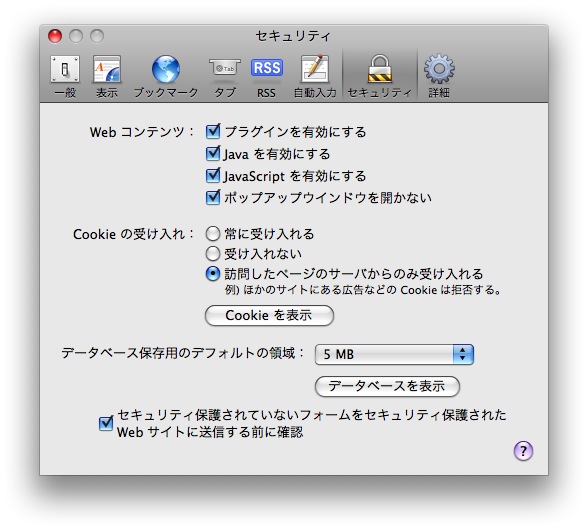 セキュリティ
一般 表示 ブックマーク タブ RSS 自動入力 セキュリティ 詳細
Web コンテンツ： プラグインを有効にする
Java を有効にする
JavaScript を有効にする
ポップアップウインドウを開かない
Cookie の受け入れ： 常に受け入れる
受け入れない
訪問したページのサーバからのみ受け入れる
例) ほかのサイトにある広告などの Cookie は拒否する。
Cookie を表示
データベース保存用のデフォルトの領域： 5 MB
データベースを表示
セキュリティ保護されていないフォームをセキュリティ保護された
Web サイトに送信する前に確認
?